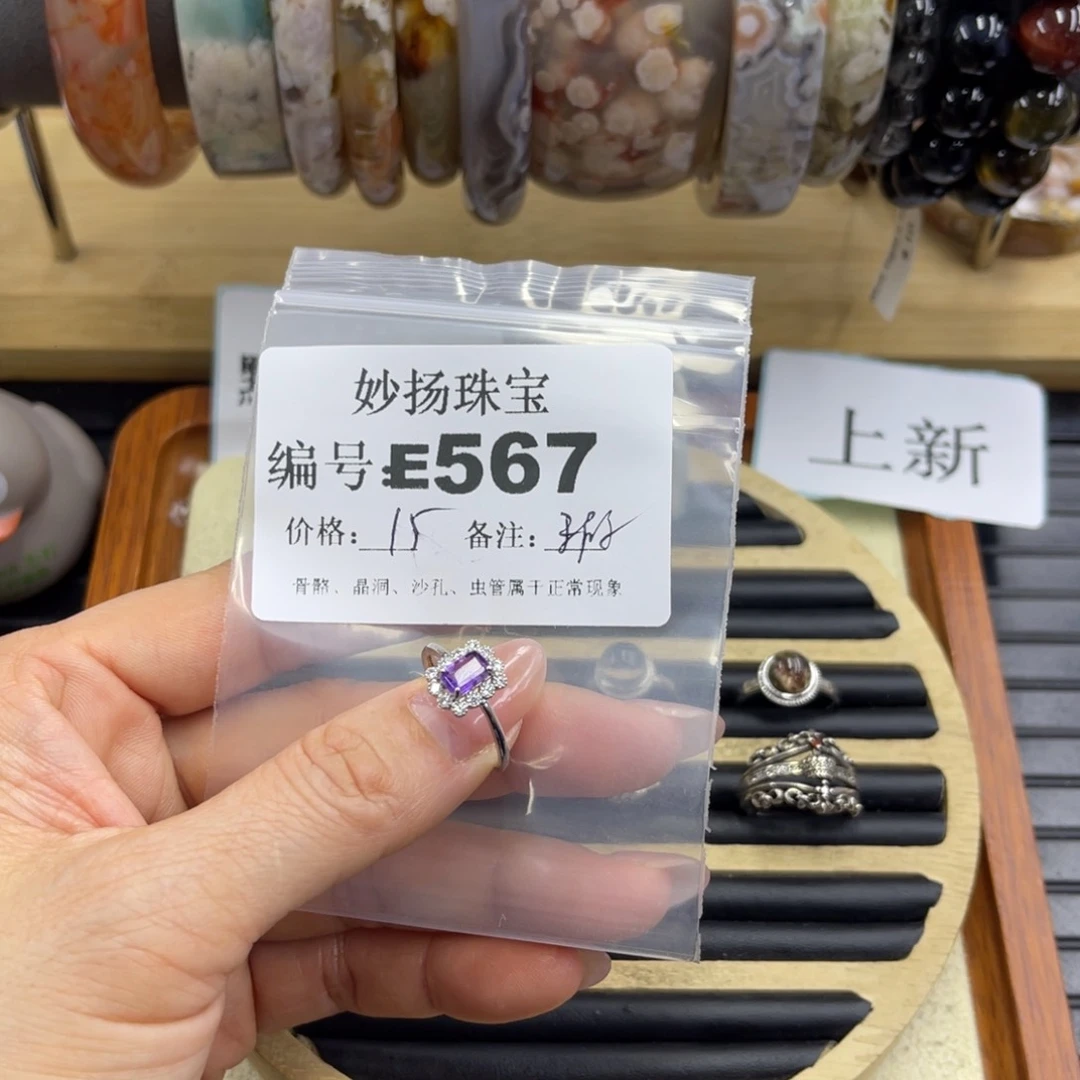 妙扬珠宝
编号:E567
价格: 15 备注:
骨骼、晶洞、沙孔、虫管属于正常现象
上新